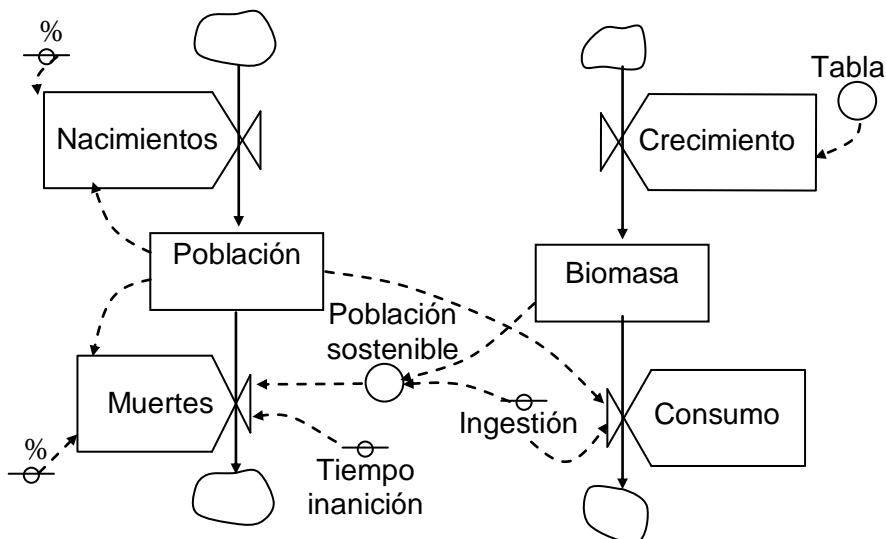 %
Tabla
Nacimientos
Crecimiento
Población
Biomasa
Población
sostenible
Muertes
Ingestión
Consumo
%
Tiempo
inanición